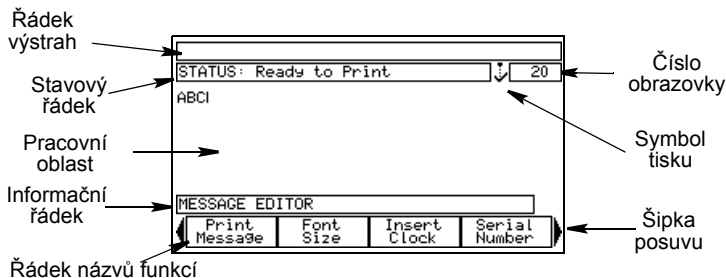 Řádek
výstrah
STATUS: Ready to Print
20
Číslo
obrazovky
Stavový
řádek
ABCI
Pracovní
oblast
Symbol
tisku
Informační
řádek
MESSAGE EDITOR
Print
Message
Font
Size
Insert
Clock
Serial
Number
Šipka
posuvu
Řádek názvů funkcí